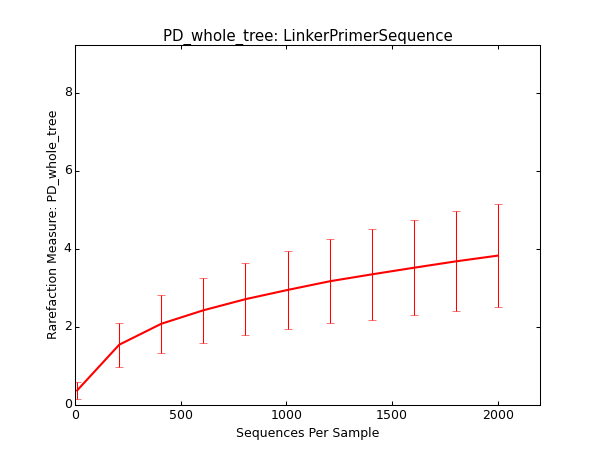 PD_whole_tree: LinkerPrimerSequence
Rarefaction Measure: PD_whole_tree
8
6
4
2
0
0 500 1000 1500 2000
Sequences Per Sample